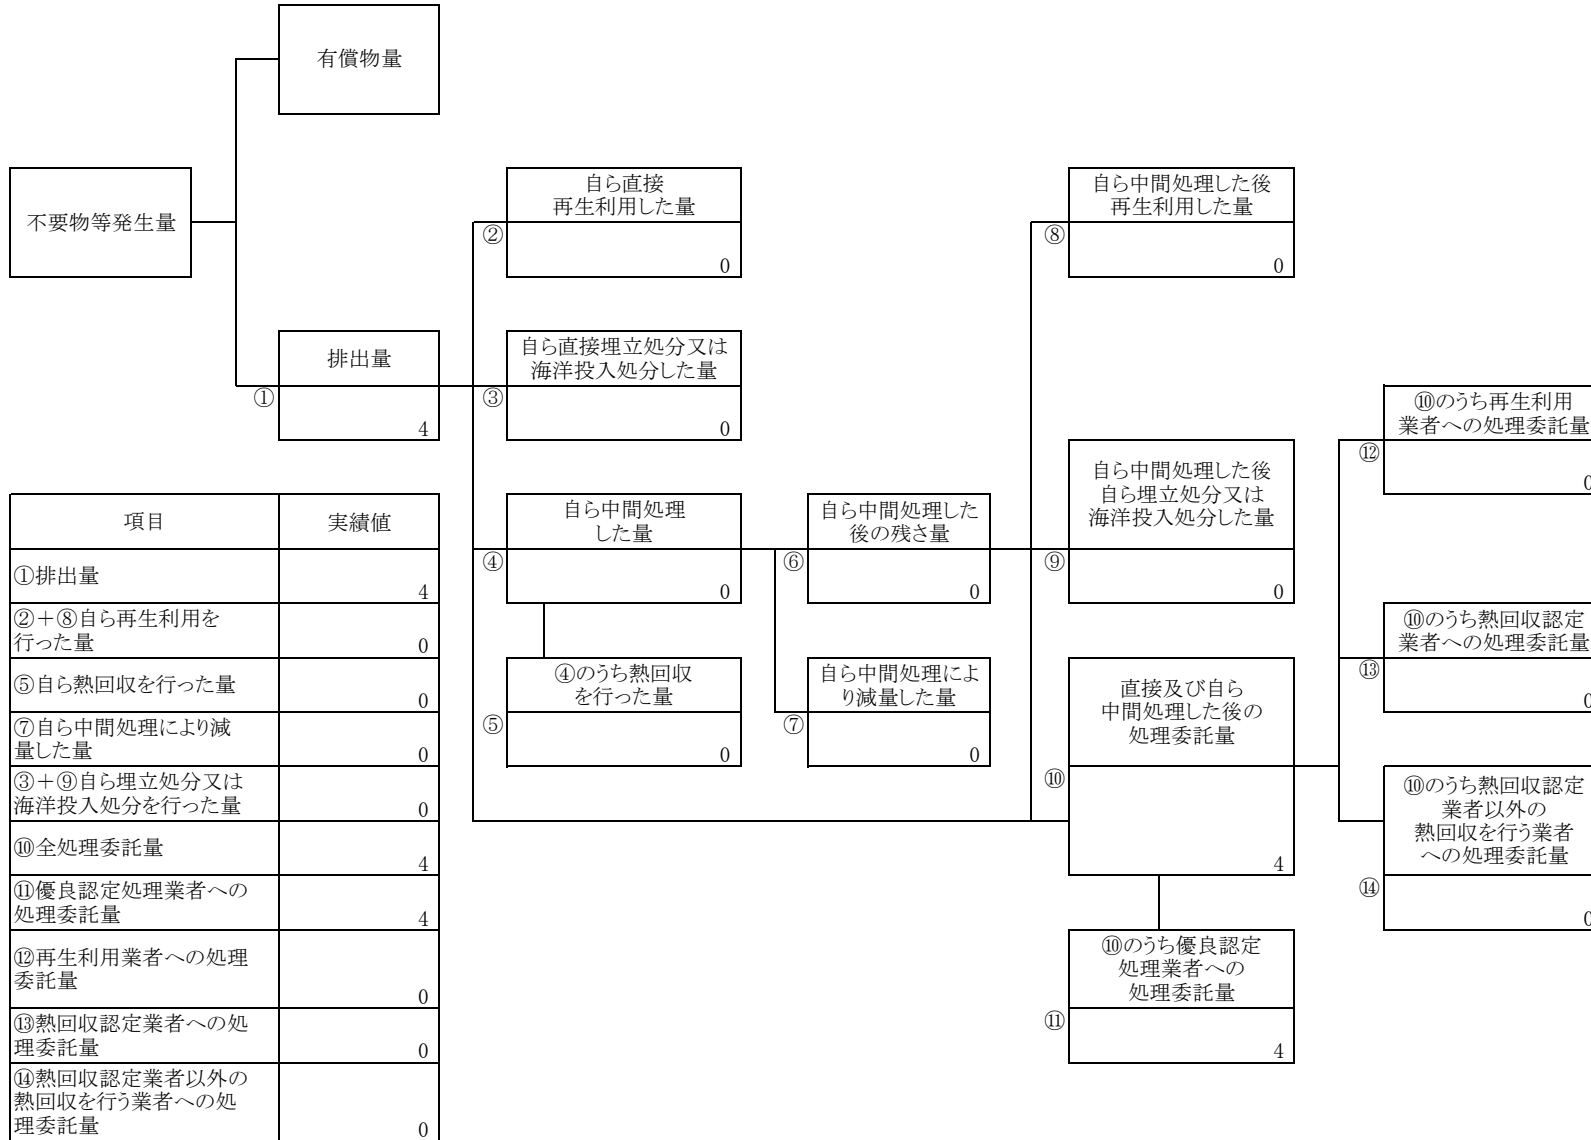 有償物量
不要物等発生量
自ら直接
再生利用した量
②
0
自ら中間処理した後
再生利用した量
⑧
0
排出量
①
4
自ら直接埋立処分又は
海洋投入処分した量
③
0
⑩のうち再生利用
業者への処理委託量
⑫
0
自ら中間処理
した量
④
0
自ら中間処理した
後の残さ量
⑥
0
自ら中間処理した後
自ら埋立処分又は
海洋投入処分した量
⑨
0
⑩のうち熱回収認定
業者への処理委託量
⑬
0
④のうち熱回収
を行った量
⑤
0
自ら中間処理によ
り減量した量
⑦
0
直接及び自ら
中間処理した後の
処理委託量
⑩
4
⑩のうち熱回収認定
業者以外の
熱回収を行う業者
への処理委託量
⑭
0
⑩のうち優良認定
処理業者への
処理委託量
⑪
4
項目 実績値
①排出量 4
②+⑧自ら再生利用を
行った量 0
⑤自ら熱回収を行った量 0
⑦自ら中間処理により減
量した量 0
③+⑨自ら埋立処分又は
海洋投入処分を行った量 0
⑩全処理委託量 4
⑪優良認定処理業者への
処理委託量 4
⑫再生利用業者への処理
委託量 0
⑬熱回収認定業者への処
理委託量 0
⑭熱回収認定業者以外の
熱回収を行う業者への処
理委託量 0